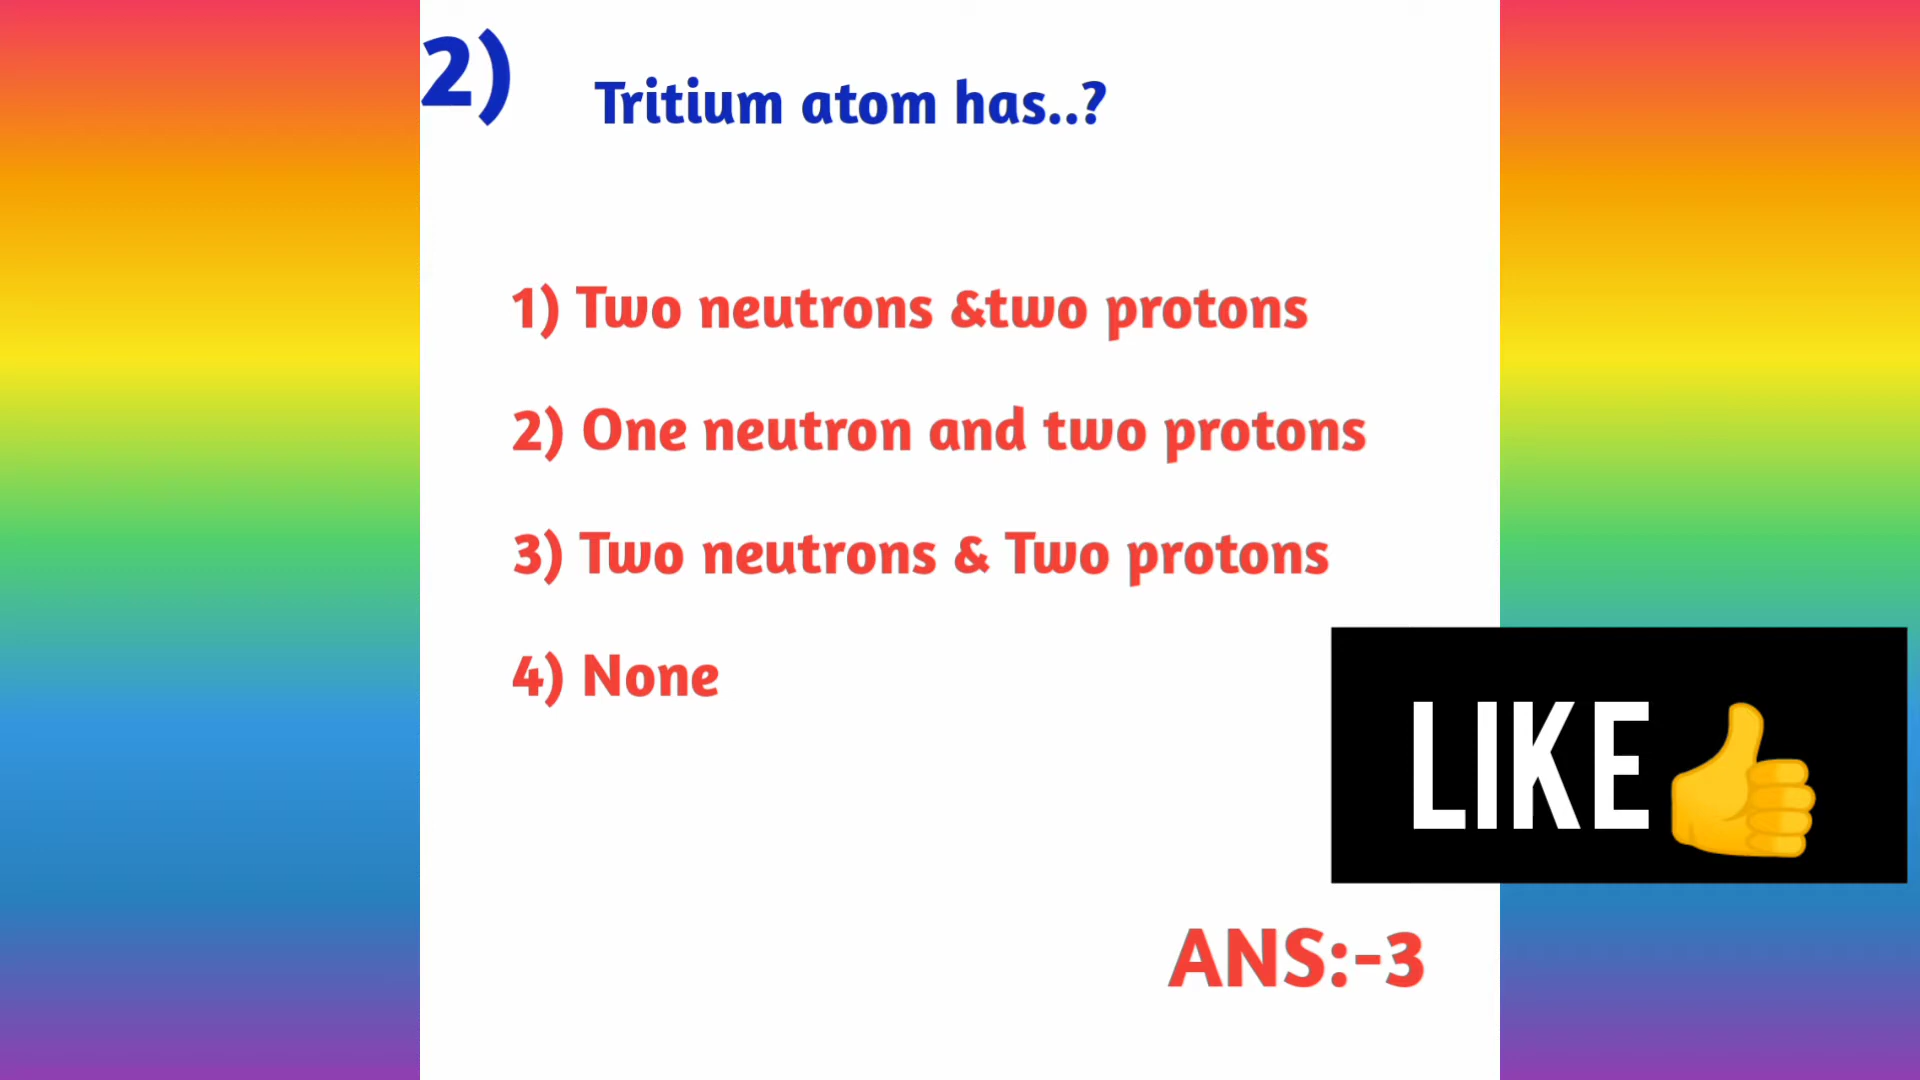 2)
Tritium atom has..?
1) Two neutrons &two protons
2) One neutron and two protons
3) Two neutrons & Two protons
4) None
LIKE👍
ANS:-3